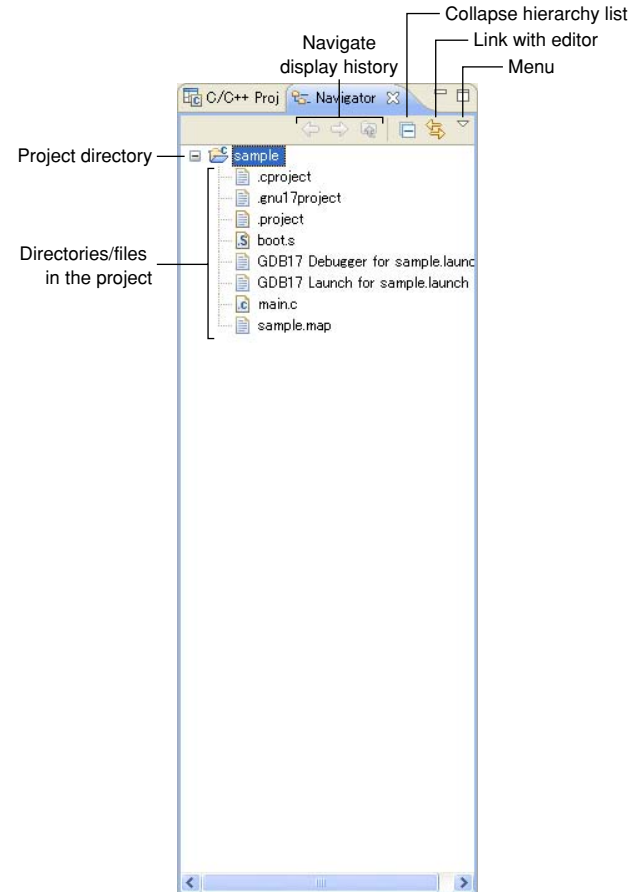 Collapse hierarchy list
Navigate
display history
Link with editor
Menu
C/C++ Proj
Navigator
Project directory
sample
.cproject
.gnu17project
.project
boot.s
Directories/files
in the project
GDB17 Debugger for sample.launc
GDB17 Launch for sample.launch
main.c
sample.map